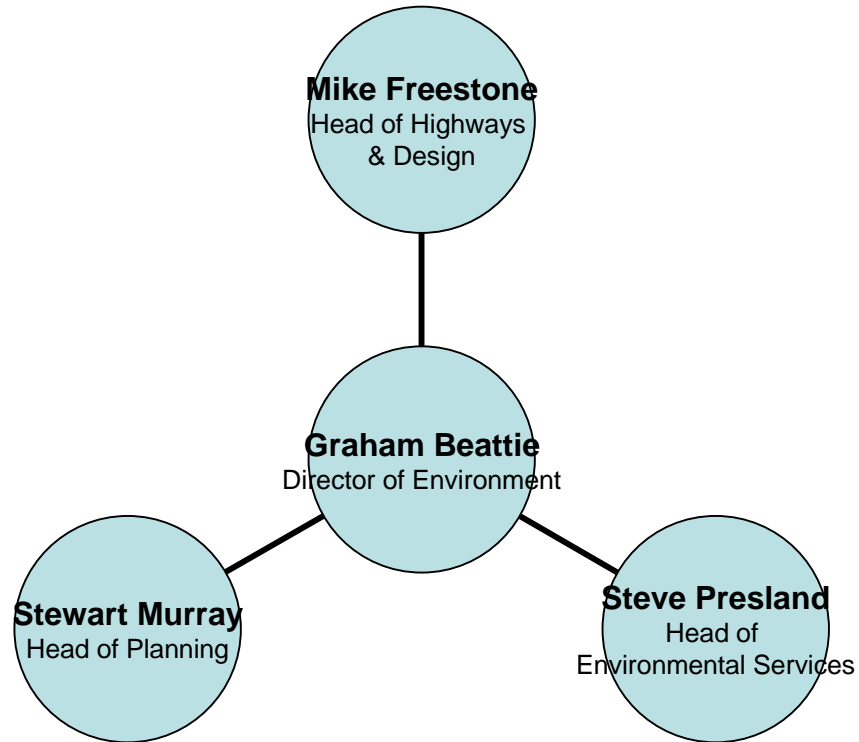 Mike Freestone
Head of Highways
& Design
Graham Beattie
Director of Environment
Stewart Murray
Head of Planning
Steve Presland
Head of
Environmental Services